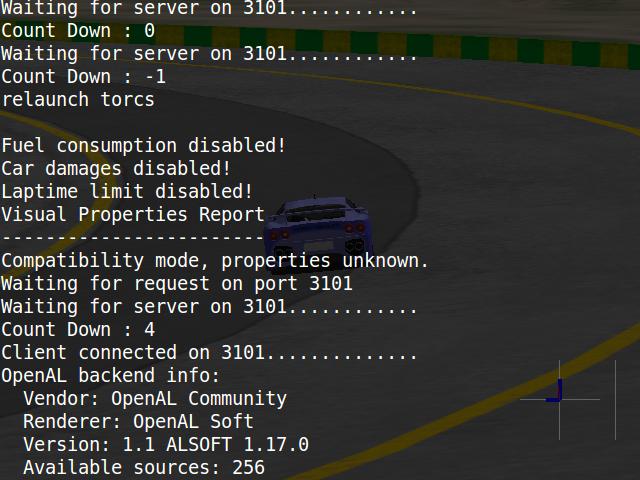 Waiting for server on 3101............
Count Down : 0
Waiting for server on 3101............
Count Down : -1
relaunch torcs
Fuel consumption disabled!
Car damages disabled!
Laptime limit disabled!
Visual Properties Report
------------------------
Compatibility mode, properties unknown.
Waiting for request on port 3101
Waiting for server on 3101............
Count Down : 4
Client connected on 3101..............
OpenAL backend info:
  Vendor: OpenAL Community
  Renderer: OpenAL Soft
  Version: 1.1 ALSOFT 1.17.0
  Available sources: 256